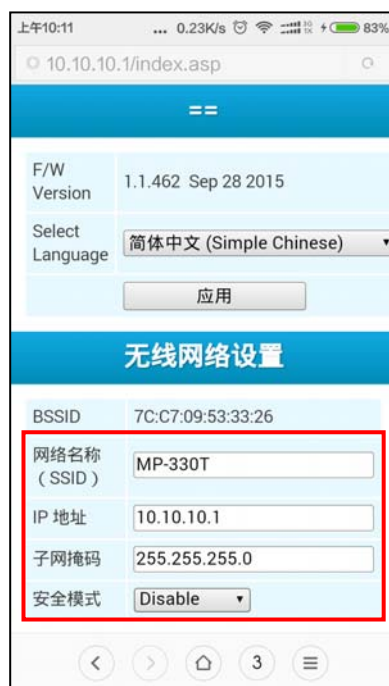 上午10:11 ... 0.23K/s 3G 1X 83%
10.10.10.1/index.asp
==
F/W Version 1.1.462 Sep 28 2015
Select Language 简体中文 (Simple Chinese)
应用
无线网络设置
BSSID 7C:C7:09:53:33:26
网络名称
（SSID） MP-330T
IP 地址 10.10.10.1
子网掩码 255.255.255.0
安全模式 Disable
3